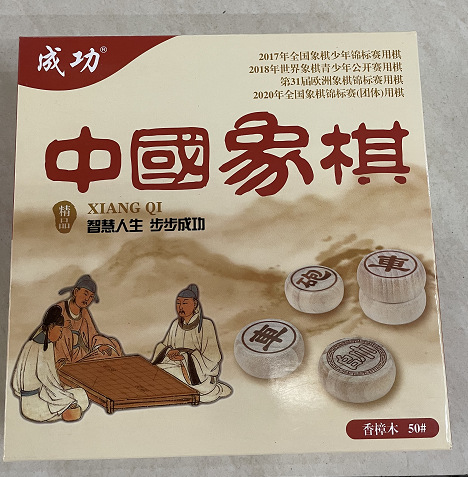 成功®
2017年全国象棋少年锦标赛用棋
2018年世界象棋青少年公开赛用棋
第31届欧洲象棋锦标赛用棋
2020年全国象棋锦标赛(团体)用棋
中國象棋
精品
XIANG QI
智慧人生 步步成功
砲
車
車
香樟木 50#